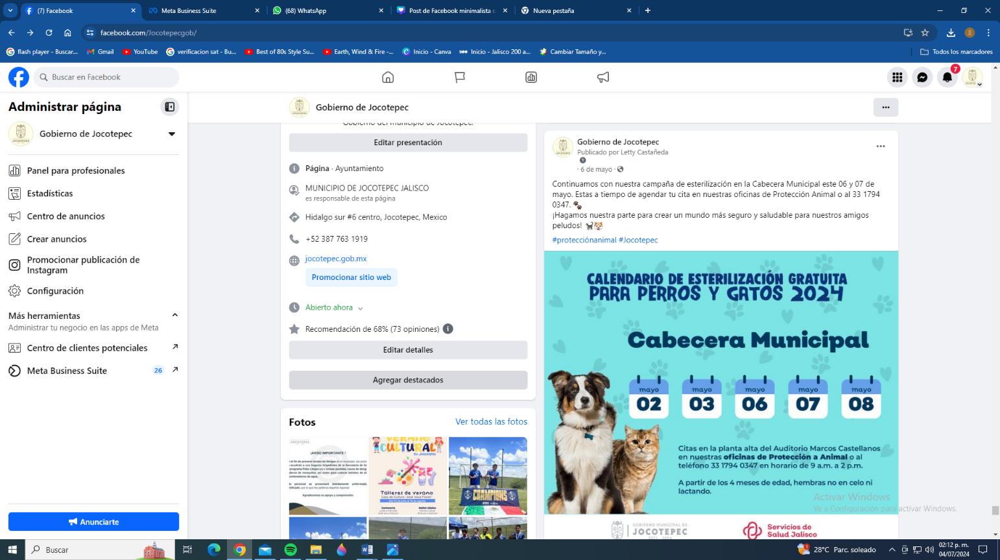 (7) Facebook
Meta Business Suite
(68) WhatsApp
Post de Facebook minimalista c
Nueva pestaña
facebook.com/Jocotepecgob/
flash player - Buscar...
Gmail
YouTube
verificacion sat - Bu...
Best of 80s Style Su...
Earth, Wind & Fire -...
Inicio - Canva
Inicio - Jalisco 200 a...
Cambiar Tamaño y...
Todos los marcadores
Buscar en Facebook
7
Administrar página
Gobierno de Jocotepec
Panel para profesionales
Estadísticas
Centro de anuncios
Crear anuncios
Promocionar publicación de
Instagram
Configuración
Más herramientas
Administrar tu negocio en las apps de Meta
Centro de clientes potenciales
Meta Business Suite 26
Anunciarte
Gobierno de Jocotepec
Gobierno del municipio de Jocotepec.
Editar presentación
Página · Ayuntamiento
MUNICIPIO DE JOCOTEPEC JALISCO
es responsable de esta página
Hidalgo sur #6 centro, Jocotepec, Mexico
+52 387 763 1919
jocotepec.gob.mx
Promocionar sitio web
Abierto ahora
Recomendación de 68% (73 opiniones)
Editar detalles
Agregar destacados
Fotos
Ver todas las fotos
¡AVISO IMPORTANTE !
VERANO
CULTURAL
En Jocotepec
Talleres de verano
Casa de Cultura "José Vaca Flores"
CHAMPIONS
Gobierno de Jocotepec
Publicado por Letty Castañeda
· 6 de mayo ·
Continuamos con nuestra campaña de esterilización en la Cabecera Municipal este 06 y 07 de
mayo. Estas a tiempo de agendar tu cita en nuestras oficinas de Protección Animal o al 33 1794
0347. 🐾
¡Hagamos nuestra parte para crear un mundo más seguro y saludable para nuestros amigos
peludos! 🐈‍⬛🐶
#protecciónanimal #Jocotepec
CALENDARIO DE ESTERILIZACIÓN GRATUITA
PARA PERROS Y GATOS 2024
Cabecera Municipal
mayo mayo mayo mayo mayo
02 03 06 07 08
Citas en la planta alta del Auditorio Marcos Castellanos
en nuestras oficinas de Protección a Animal o al
teléfono 33 1794 0347 en horario de 9 a.m. a 2 p.m.
A partir de los 4 meses de edad, hembras no en celo ni
lactando.
GOBIERNO MUNICIPAL DE
JOCOTEPEC
Servicios de
Salud Jalisco
Activar Windows
Ve a Configuración para activar Windows.
Buscar
28°C Parc. soleado
02:12 p. m.
04/07/2024